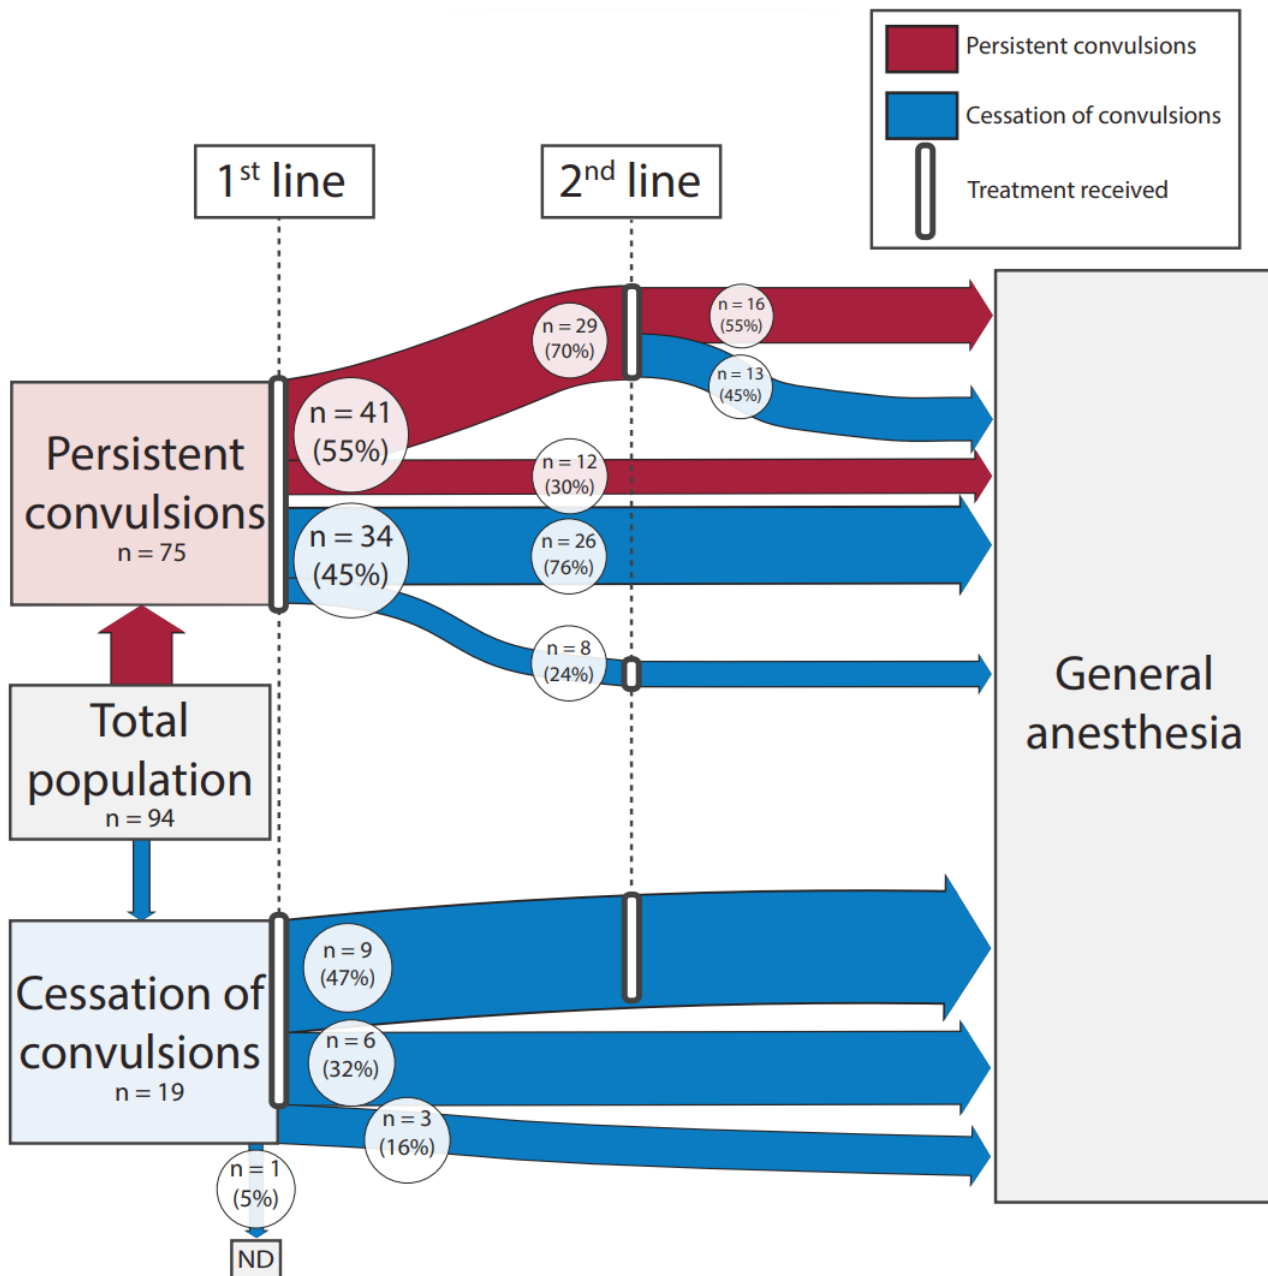 Persistent convulsions
Cessation of convulsions
Treatment received
1st line
2nd line
n = 16
(55%)
n = 29
(70%)
n = 13
(45%)
n = 41
(55%)
Persistent
convulsions
n = 75
n = 12
(30%)
n = 34
(45%)
n = 26
(76%)
n = 8
(24%)
General
anesthesia
Total
population
n = 94
n = 9
(47%)
Cessation of
convulsions
n = 19
n = 6
(32%)
n = 3
(16%)
n = 1
(5%)
ND